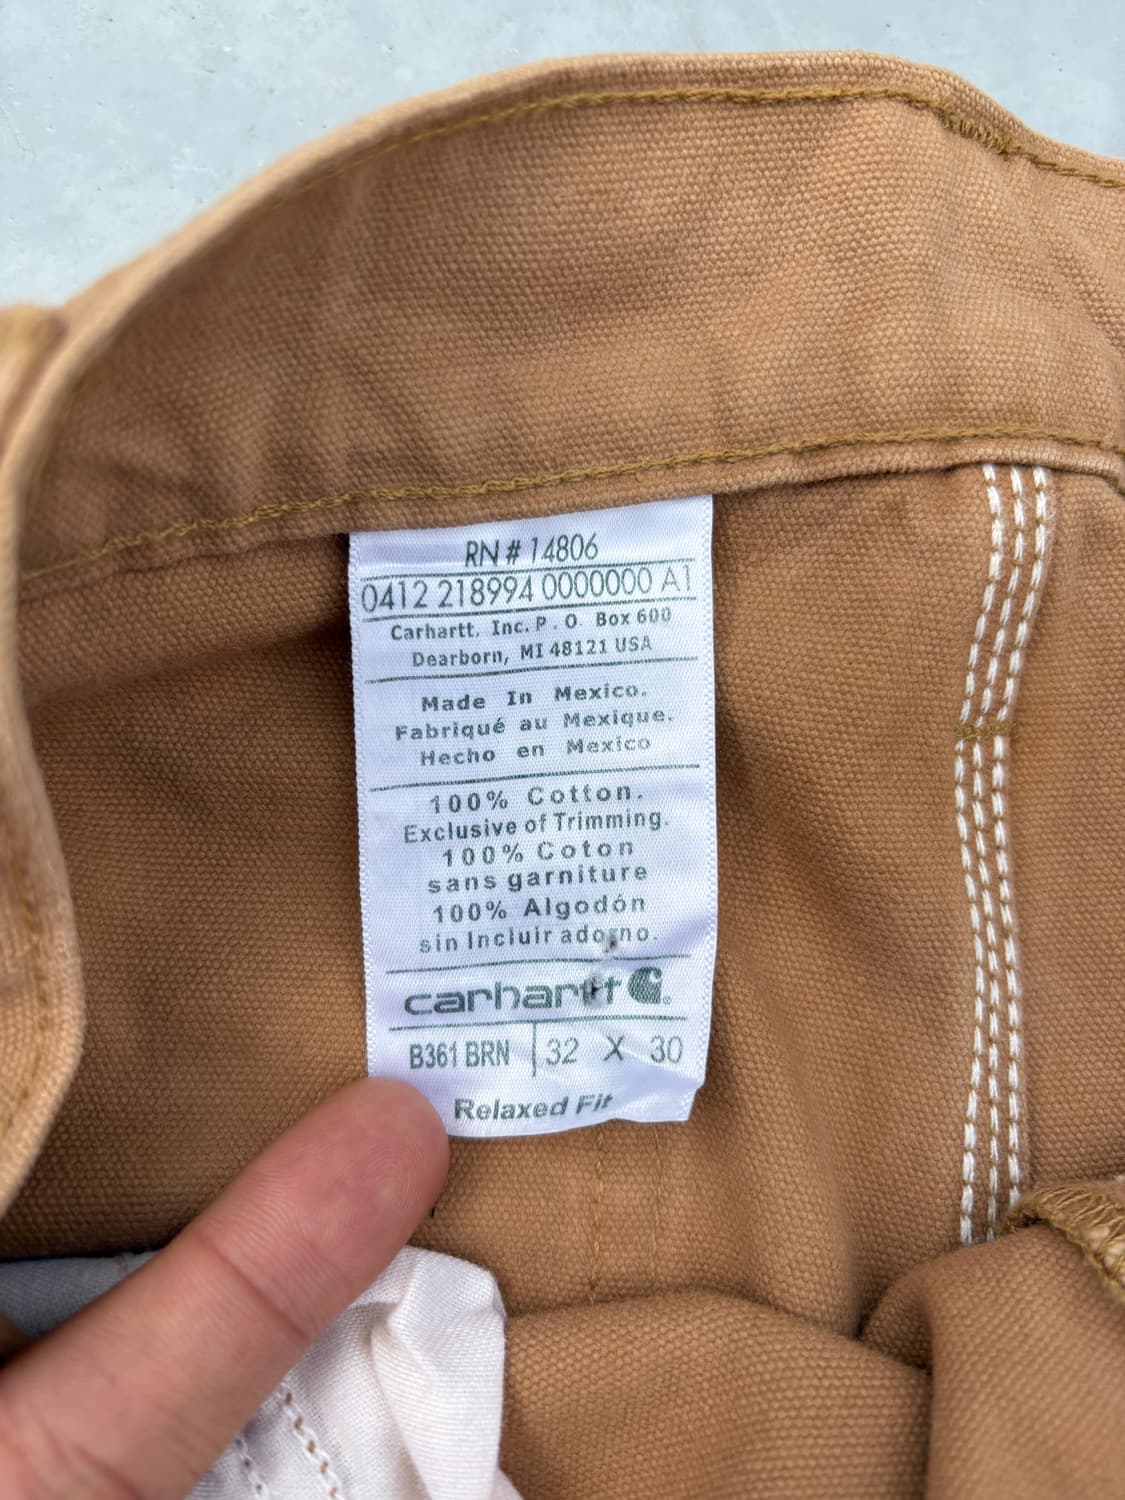 RN # 14806
0412 218994 0000000 A1
Carhartt, Inc. P . O. Box 600
Dearborn, MI 48121 USA
Made In Mexico.
Fabriqué au Mexique.
Hecho en Mexico
100% Cotton.
Exclusive of Trimming.
100% Coton
sans garniture
100% Algodón
sin Incluir adorno.
carhartt
B361 BRN 32 X 30
Relaxed Fit